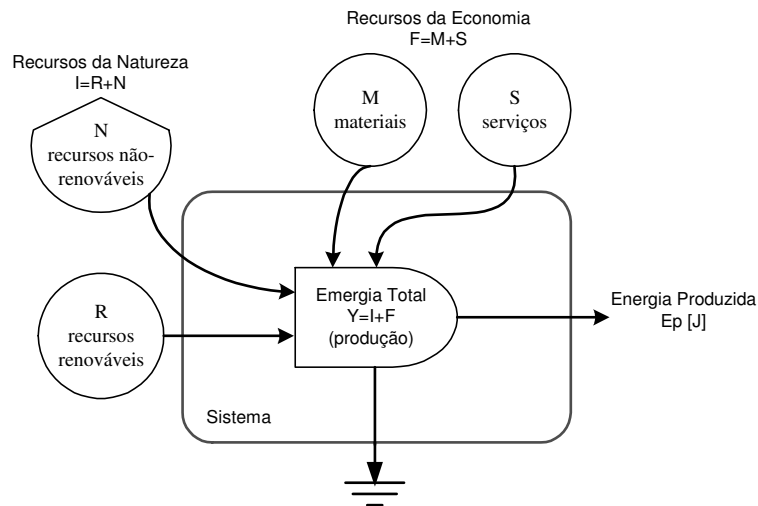 Recursos da Economia
F=M+S
Recursos da Natureza
I=R+N
N
recursos não-
renováveis
M
materiais
S
serviços
R
recursos
renováveis
Emergia Total
Y=I+F
(produção)
Energia Produzida
Ep [J]
Sistema